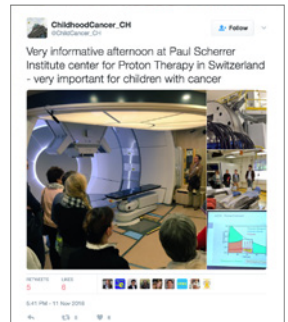 ChildhoodCancer_CH
@ChildCancer_CH
Follow
Very informative afternoon at Paul Scherrer
Institute center for Proton Therapy in Switzerland
- very important for children with cancer
RETWEETS
5
LIKES
8
5:41 PM - 11 Nov 2016